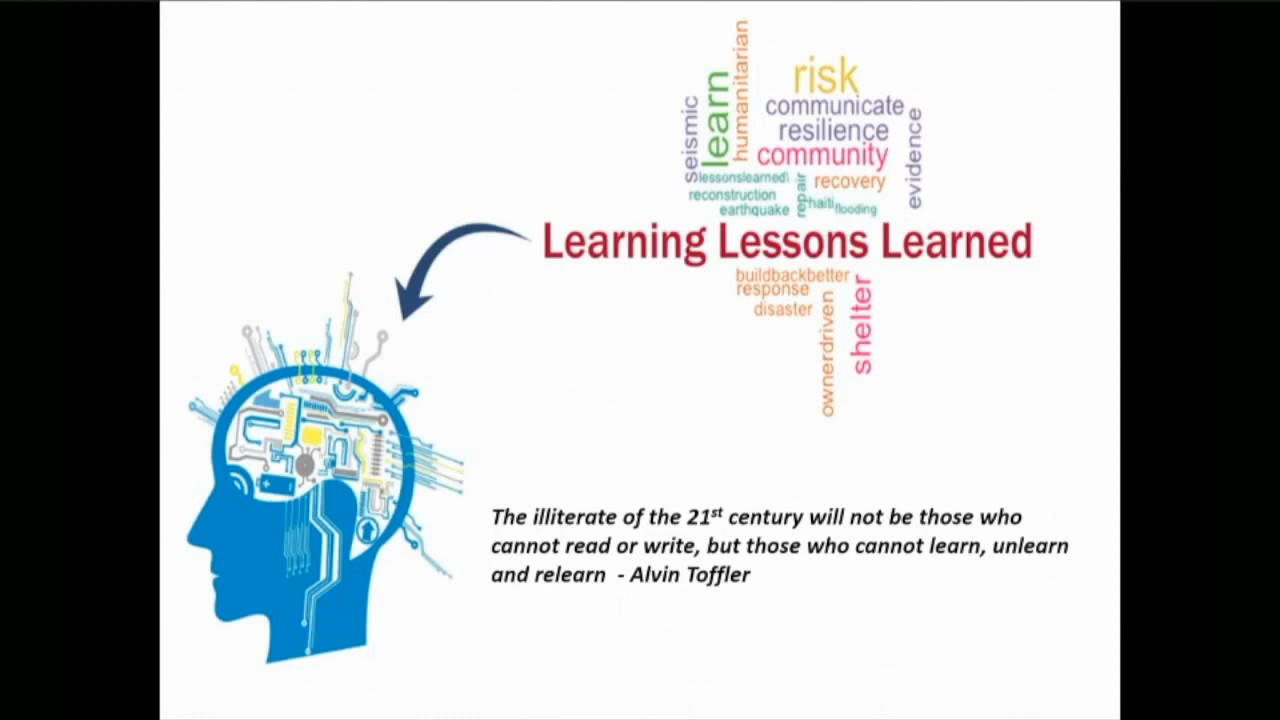 humanitarian
risk
learn
seismic
communicate
evidence
resilience
community
lessonslearned\
recovery
repair
reconstruction
haiti
flooding
earthquake
Learning Lessons Learned
buildbackbetter
response
shelter
disaster
ownerdriven
The illiterate of the 21st century will not be those who
cannot read or write, but those who cannot learn, unlearn
and relearn - Alvin Toffler